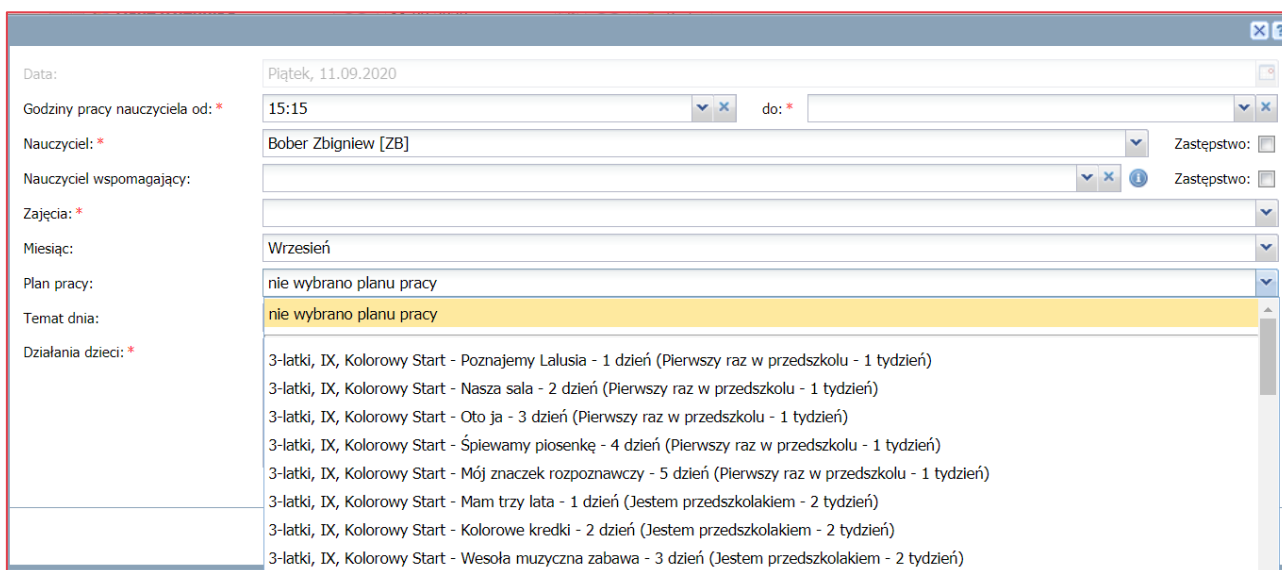 Data: Piątek, 11.09.2020
Godziny pracy nauczyciela od: * 15:15 do: *
Nauczyciel: * Bober Zbigniew [ZB] Zastępstwo:
Nauczyciel wspomagający: Zastępstwo:
Zajęcia: *
Miesiąc: Wrzesień
Plan pracy: nie wybrano planu pracy
Temat dnia: nie wybrano planu pracy
Działania dzieci: *
3-latki, IX, Kolorowy Start - Poznajemy Lalusia - 1 dzień (Pierwszy raz w przedszkolu - 1 tydzień)
3-latki, IX, Kolorowy Start - Nasza sala - 2 dzień (Pierwszy raz w przedszkolu - 1 tydzień)
3-latki, IX, Kolorowy Start - Oto ja - 3 dzień (Pierwszy raz w przedszkolu - 1 tydzień)
3-latki, IX, Kolorowy Start - Śpiewamy piosenkę - 4 dzień (Pierwszy raz w przedszkolu - 1 tydzień)
3-latki, IX, Kolorowy Start - Mój znaczek rozpoznawczy - 5 dzień (Pierwszy raz w przedszkolu - 1 tydzień)
3-latki, IX, Kolorowy Start - Mam trzy lata - 1 dzień (Jestem przedszkolakiem - 2 tydzień)
3-latki, IX, Kolorowy Start - Kolorowe kredki - 2 dzień (Jestem przedszkolakiem - 2 tydzień)
3-latki, IX, Kolorowy Start - Wesoła muzyczna zabawa - 3 dzień (Jestem przedszkolakiem - 2 tydzień)